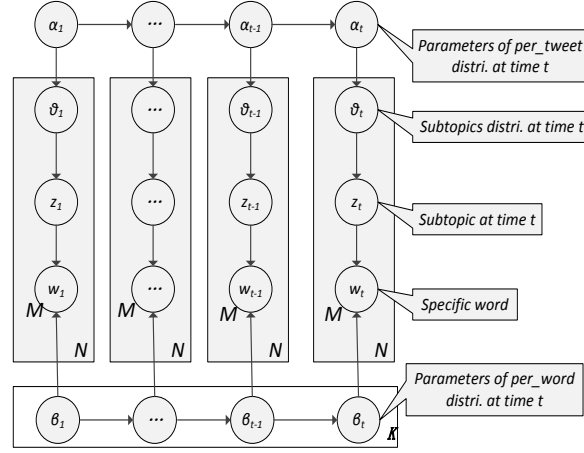 α1 ... αt-1 αt
Parameters of per_tweet
distri. at time t
ϑ1 ... ϑt-1 ϑt
Subtopics distri. at time t
z1 ... zt-1 zt
Subtopic at time t
w1 ... wt-1 wt
Specific word
M M M M
N N N N
Parameters of per_word
distri. at time t
β1 ... βt-1 βt
K